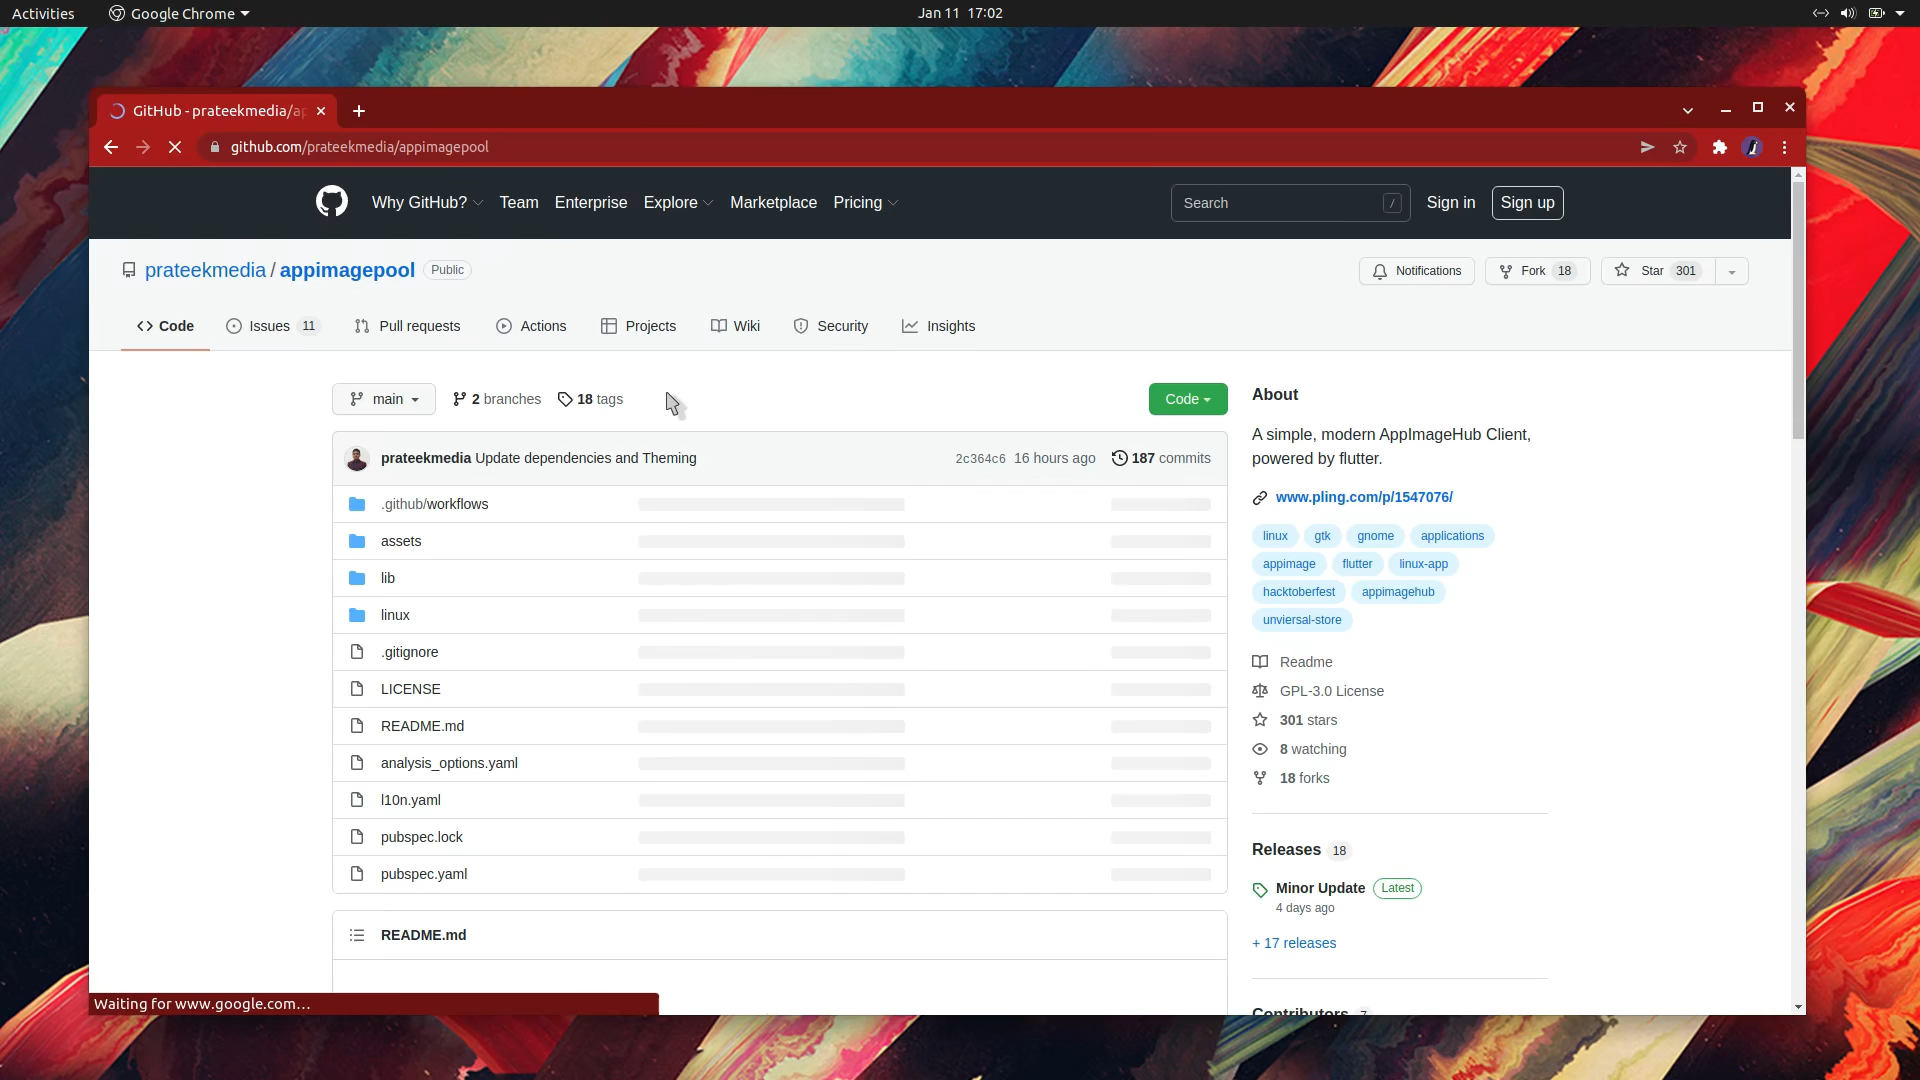 Activities
Google Chrome
Jan 11 17:02
GitHub - prateekmedia/ap
github.com/prateekmedia/appimagepool
Why GitHub?
Team
Enterprise
Explore
Marketplace
Pricing
Search /
Sign in
Sign up
prateekmedia / appimagepool Public
Notifications
Fork 18
Star 301
Code
Issues 11
Pull requests
Actions
Projects
Wiki
Security
Insights
main
2 branches
18 tags
Code
prateekmedia Update dependencies and Theming
2c364c6 16 hours ago
187 commits
.github/workflows
assets
lib
linux
.gitignore
LICENSE
README.md
analysis_options.yaml
l10n.yaml
pubspec.lock
pubspec.yaml
README.md
About
A simple, modern AppImageHub Client,
powered by flutter.
www.pling.com/p/1547076/
linux gtk gnome applications
appimage flutter linux-app
hacktoberfest appimagehub
unviersal-store
Readme
GPL-3.0 License
301 stars
8 watching
18 forks
Releases 18
Minor Update Latest
4 days ago
+ 17 releases
Contributors 7
Waiting for www.google.com...